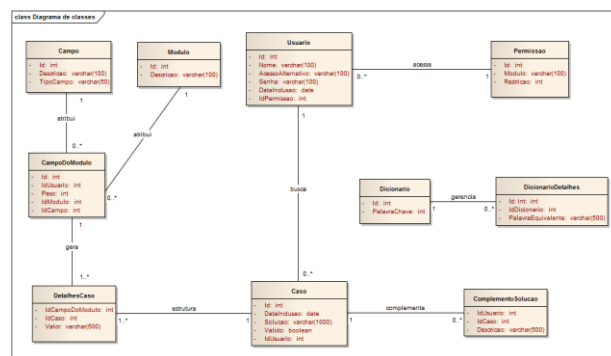 class Diagrama de classes
Campo
- Id: int
- Descricao: varchar(100)
- TipoCampo: varchar(50)
Modulo
- Id: int
- Descricao: varchar(100)
Usuario
- Id: int
- Nome: varchar(100)
- AcessoAlternativo: varchar(100)
- Senha: varchar(100)
- DataInclusao: date
- IdPermissao: int
Permissao
- Id: int
- Modulo: varchar(100)
- Restricao: int
acessa
0..*
1
1
atribui
0..*
1
atribui
0..*
CampoDoModulo
- Id: int
- IdUsuario: int
- Peso: int
- IdModulo: int
- IdCampo: int
1
busca
0..*
Dicionario
- Id: int
- PalavraChave: int
gerencia
1
0..*
DicionarioDetalhes
- Id: int: int
- IdDicionario: int
- PalavraEquivalente: varchar(500)
1
gera
1..*
DetalhesCaso
- IdCampoDoModulo: int
- IdCaso: int
- Valor: varchar(500)
estrutura
1..*
1
Caso
- Id: int
- DataInclusao: date
- Solucao: varchar(1000)
- Valido: boolean
- IdUsuario: int
complementa
1
0..*
ComplementoSolucao
- IdUsuario: int
- IdCaso: int
- Descricao: varchar(500)